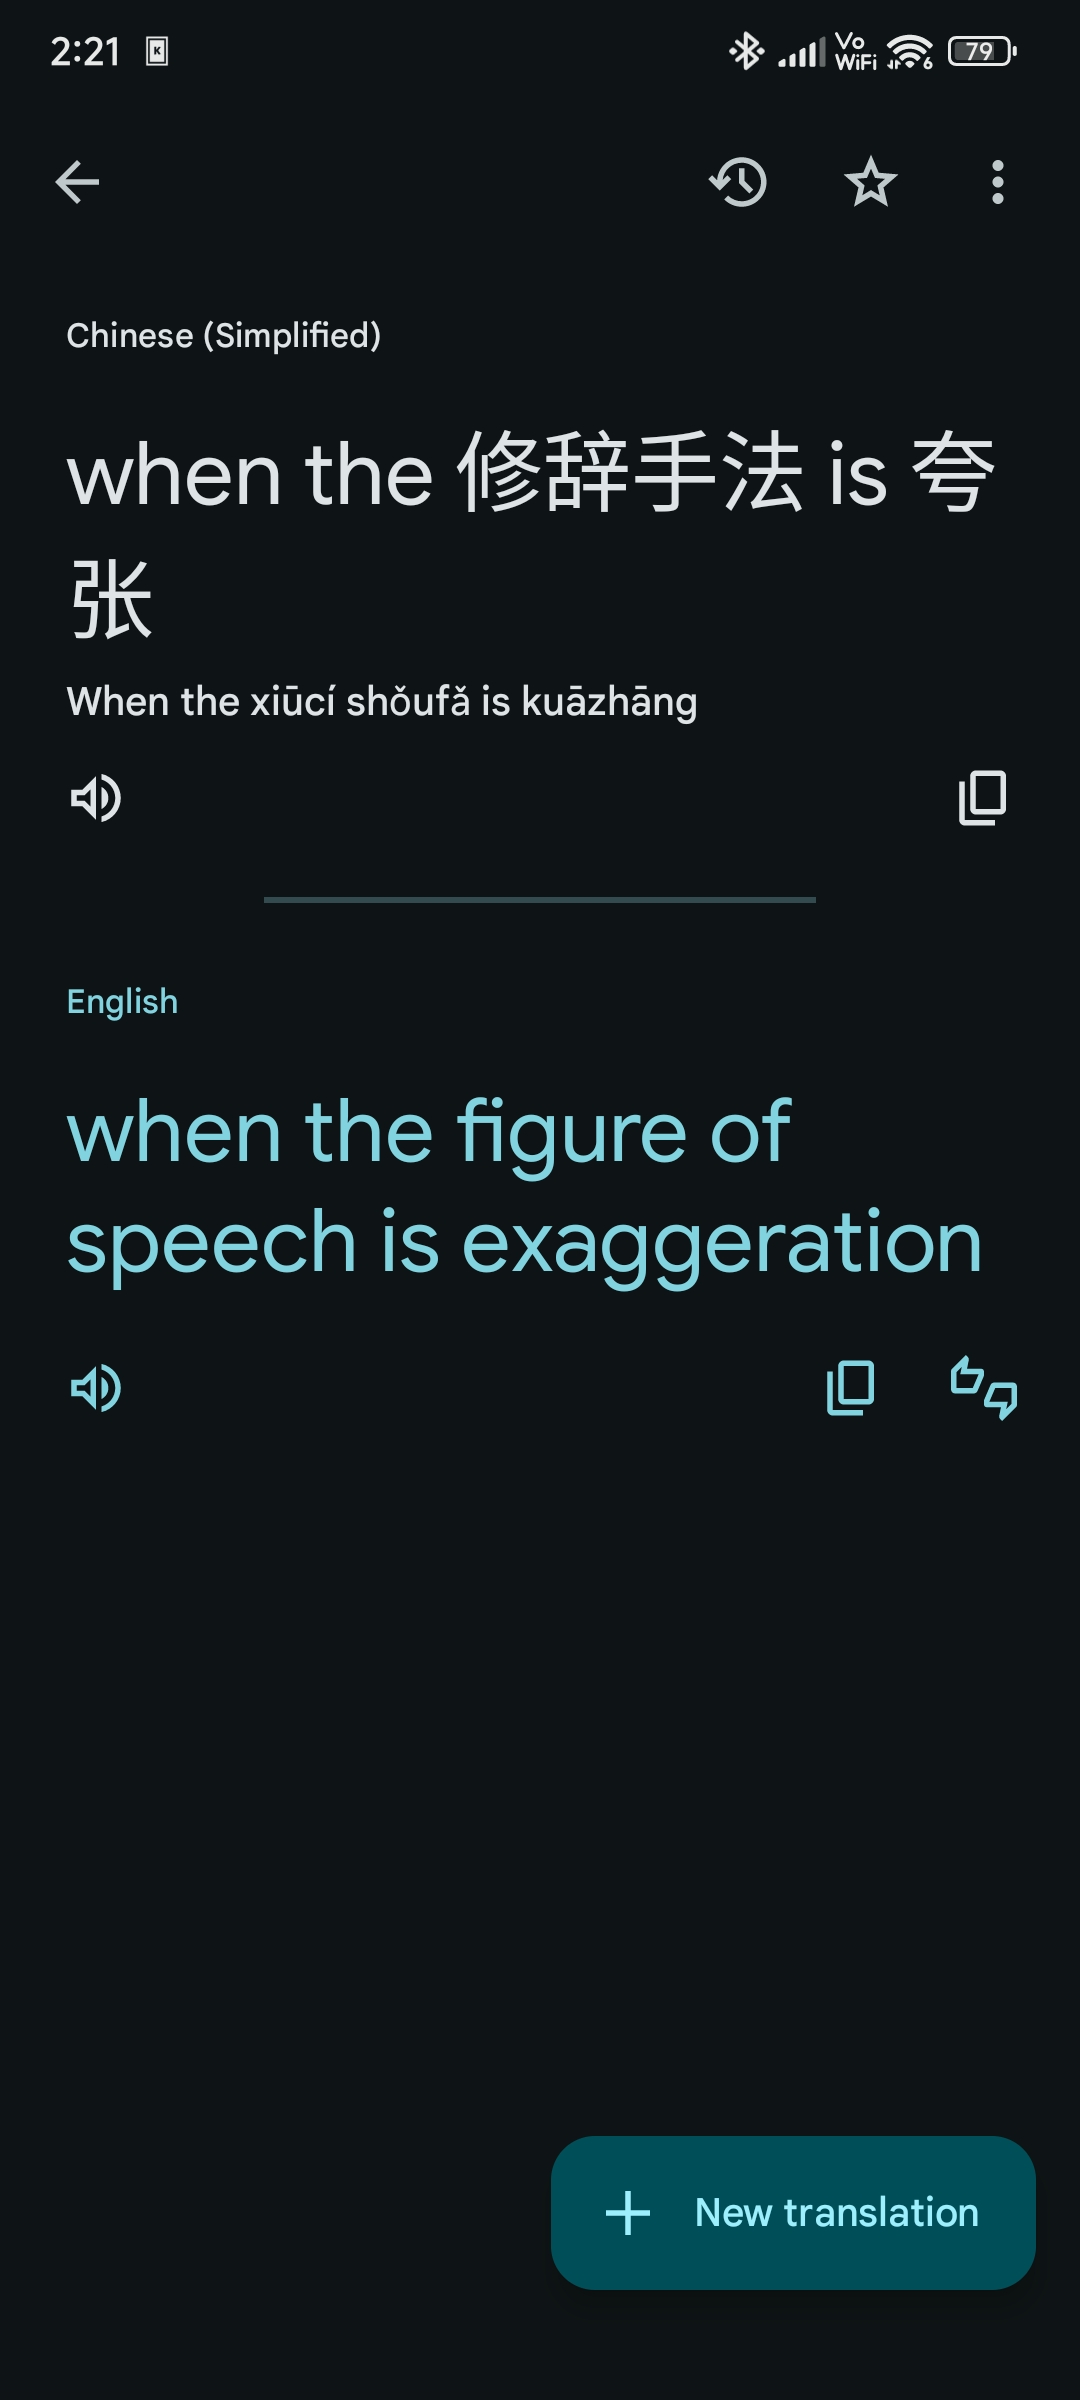 2:21
Vo
WiFi
6
79
Chinese (Simplified)
when the 修辞手法 is 夸
张
When the xiūcí shǒufǎ is kuāzhāng
English
when the figure of
speech is exaggeration
New translation